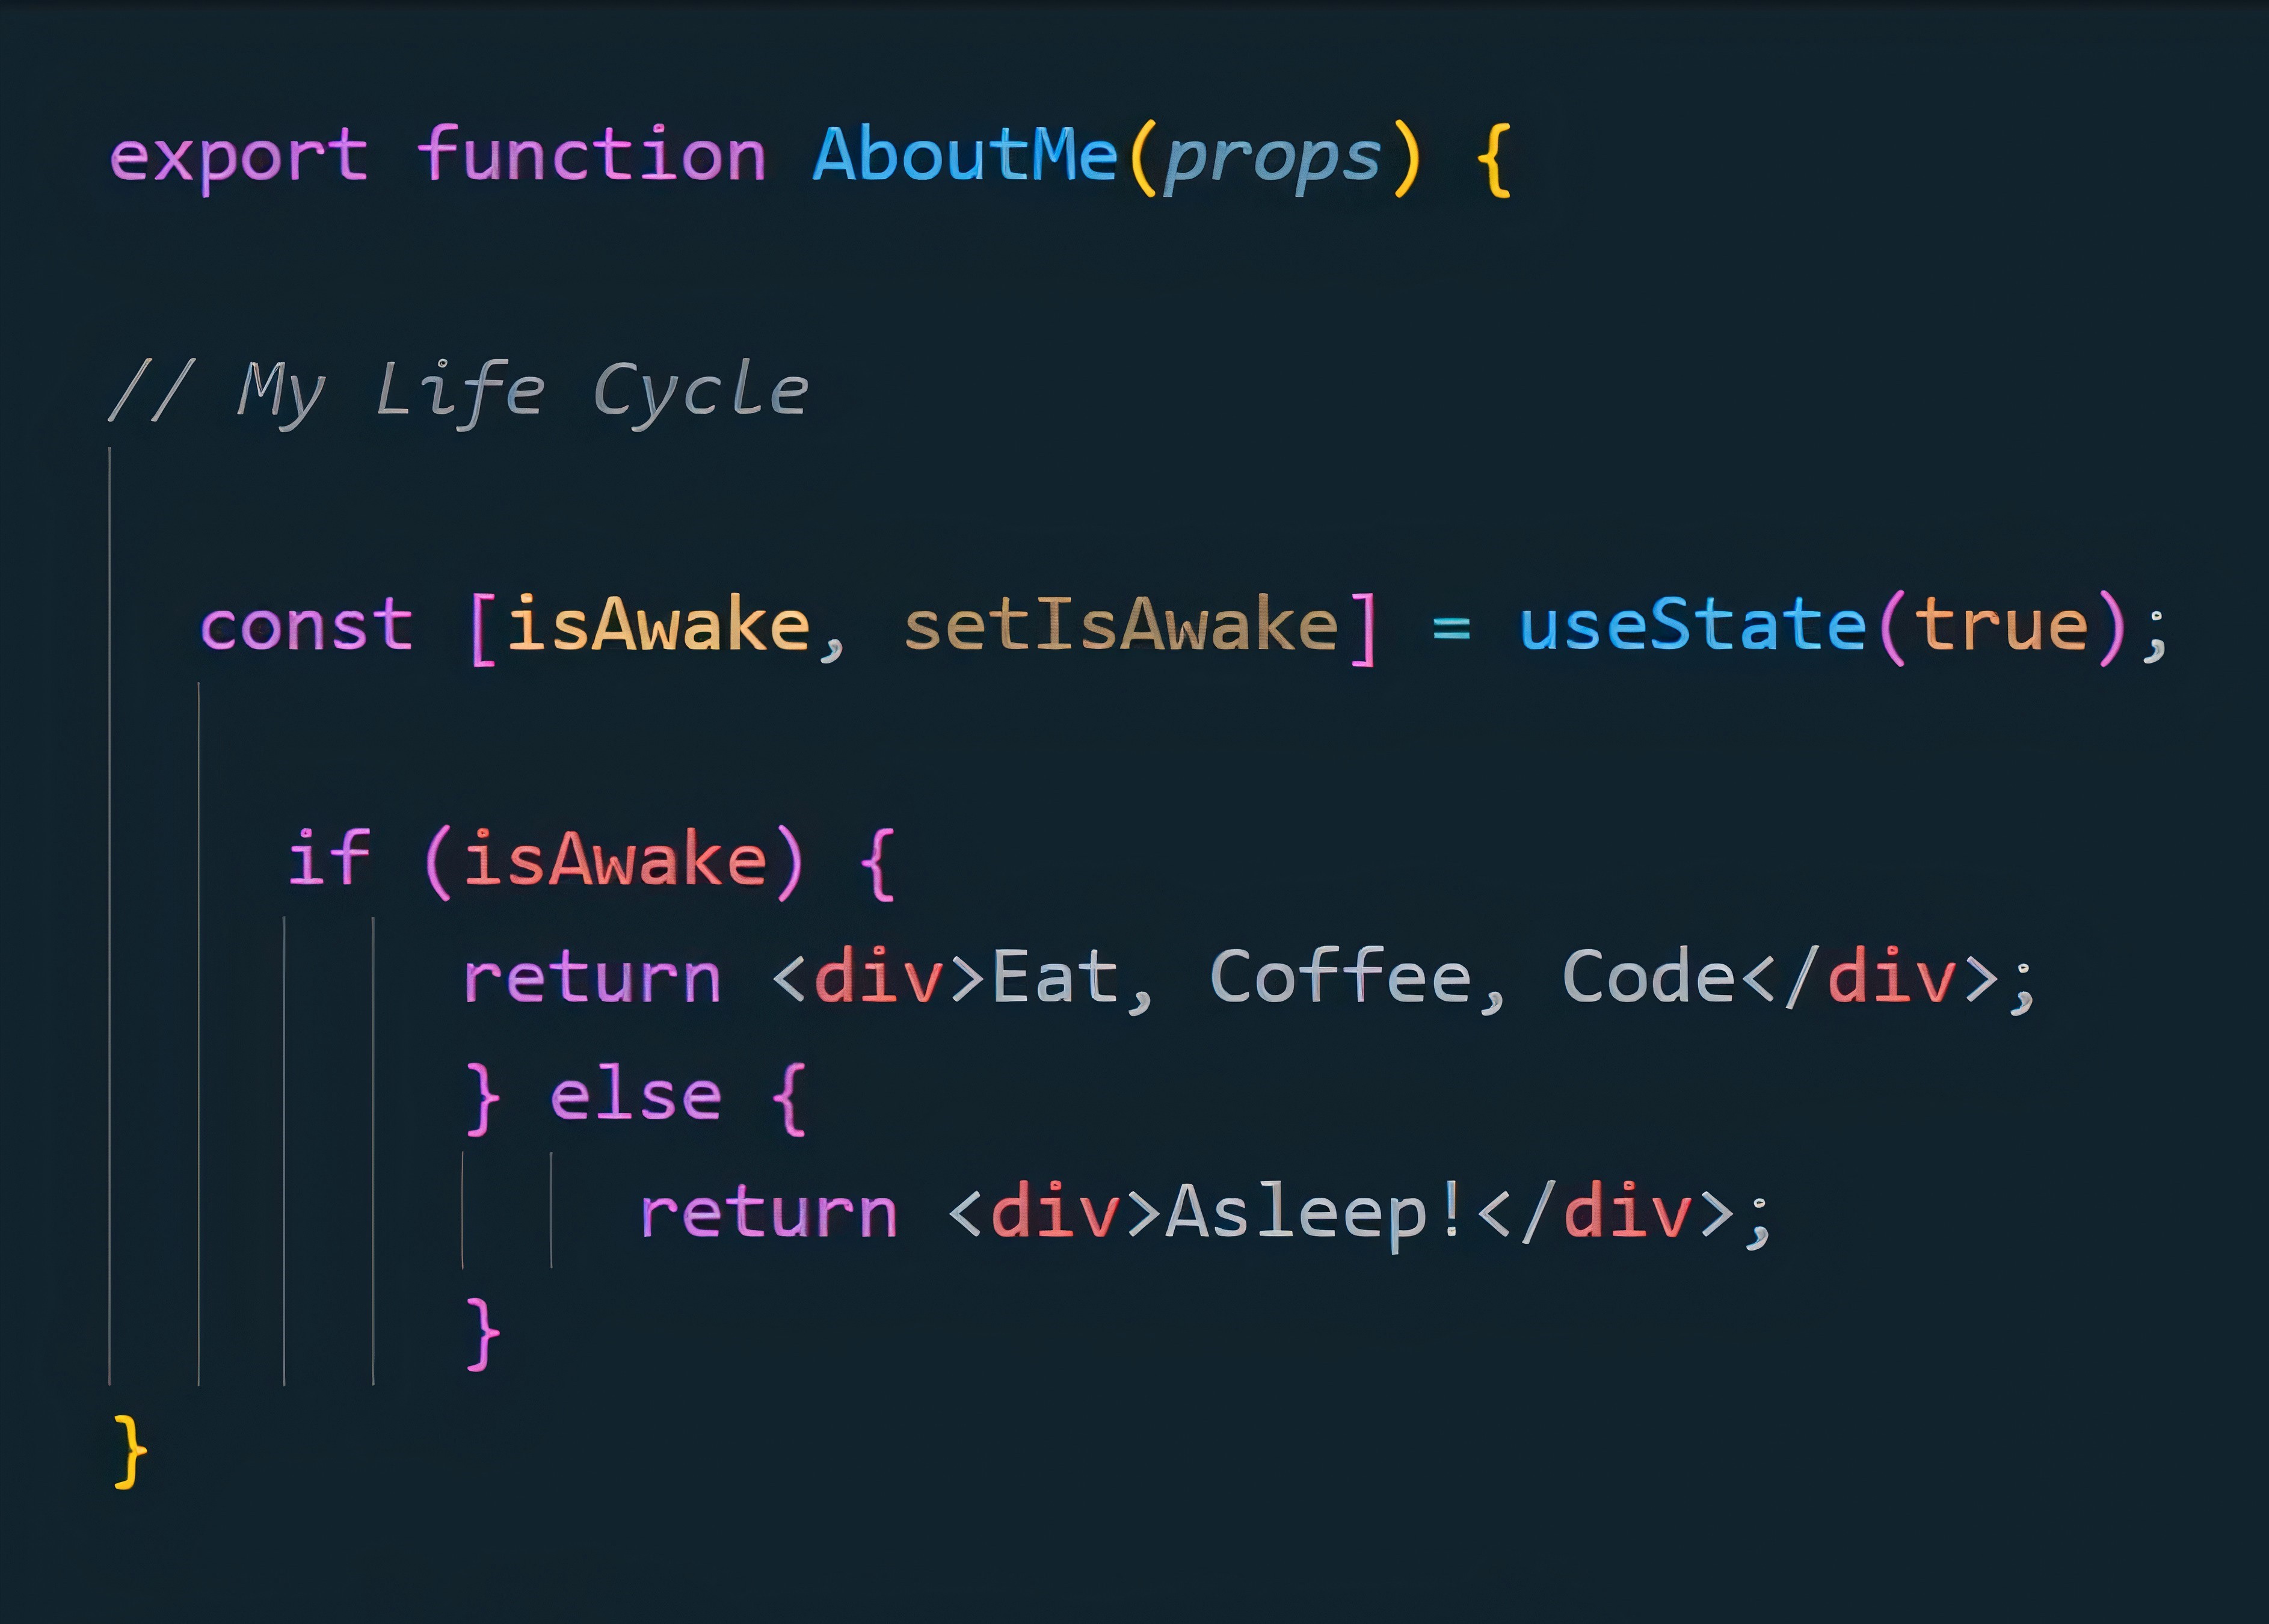 export function AboutMe(props) {
// My Life Cycle
const [isAwake, setIsAwake] = useState(true);
if (isAwake) {
return <div>Eat, Coffee, Code</div>;
} else {
return <div>Asleep!</div>;
}
}